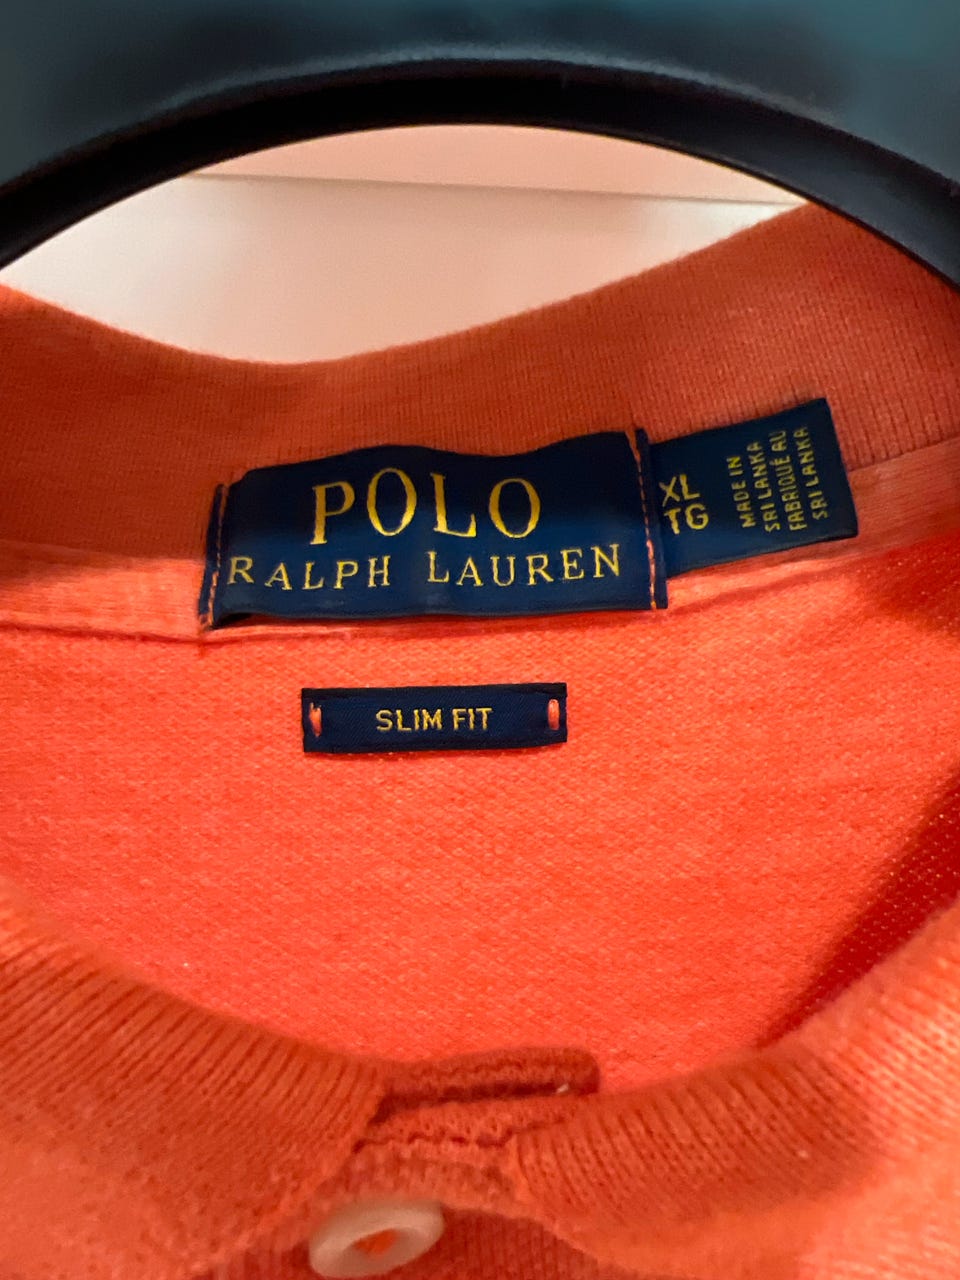 POLO
RALPH LAUREN
XL
TG
MADE IN
SRI LANKA
FABRIQUÉ AU
SRI LANKA
SLIM FIT